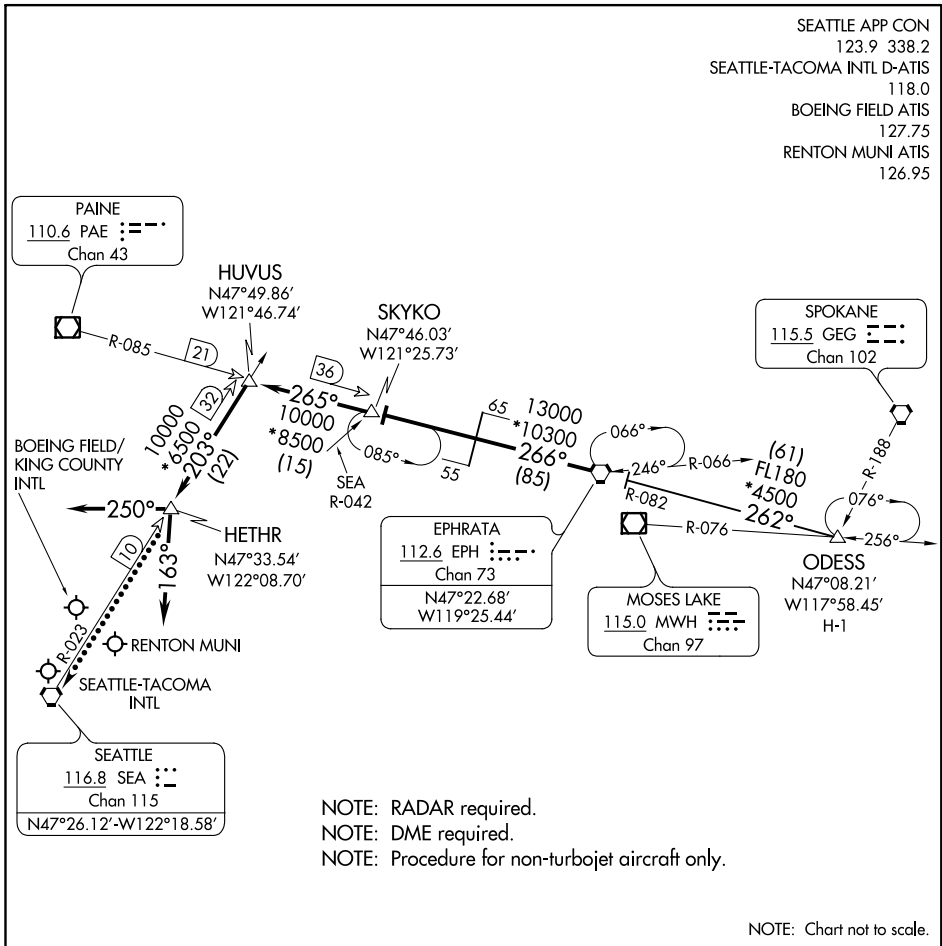 SEATTLE APP CON
123.9 338.2
SEATTLE-TACOMA INTL D-ATIS
118.0
BOEING FIELD ATIS
127.75
RENTON MUNI ATIS
126.95
PAINE
110.6 PAE
Chan 43
HUVUS
N47°49.86'
W121°46.74'
SKYKO
N47°46.03'
W121°25.73'
SPOKANE
115.5 GEG
Chan 102
R-085
21
32
36
265°
10000
*8500
(15)
085°
SEA
R-042
65
55
13000
*10300
266°
(85)
066°
246°
R-066
R-082
(61)
FL180
*4500
262°
R-188
076°
256°
R-076
10000
*6500
203°
(22)
BOEING FIELD/
KING COUNTY
INTL
250°
HETHR
N47°33.54'
W122°08.70'
163°
10
R-023
RENTON MUNI
SEATTLE-TACOMA
INTL
EPHRATA
112.6 EPH
Chan 73
N47°22.68'
W119°25.44'
MOSES LAKE
115.0 MWH
Chan 97
ODESS
N47°08.21'
W117°58.45'
H-1
SEATTLE
116.8 SEA
Chan 115
N47°26.12'-W122°18.58'
NOTE: RADAR required.
NOTE: DME required.
NOTE: Procedure for non-turbojet aircraft only.
NOTE: Chart not to scale.